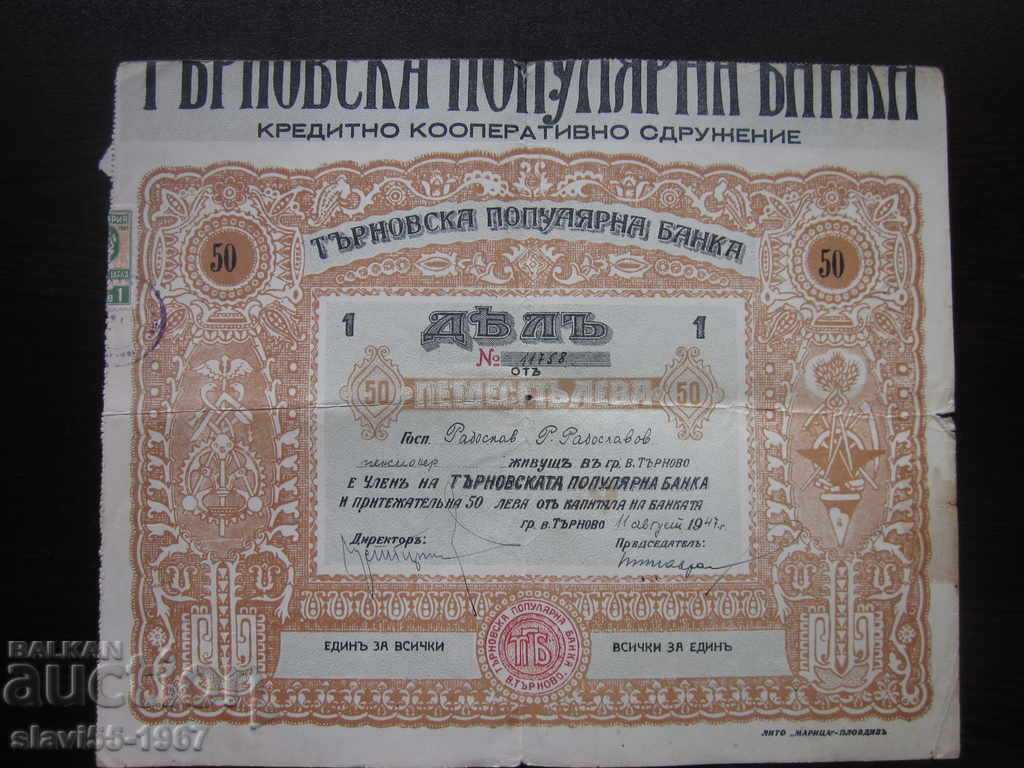 ТЪРНОВСКА ПОПУЛЯРНА БАНКА
КРЕДИТНО КООПЕРАТИВНО СДРУЖЕНИЕ
ТЪРНОВСКА ПОПУЛЯРНА БАНКА
50 50
1 ДѢЛЪ 1
№ 11758
ОТЪ
50 ПЕТДЕСЕТЬ ЛЕВА 50
Госп. Радослав Р. Радославов
пенсионер живущъ въ гр. В. Търново
е членъ на ТЪРНОВСКАТА ПОПУЛЯРНА БАНКА
и притежатель на 50 лева отъ капитала на банката
гр. В. Търново 11 август 1947 г.
Директоръ: Председатель:
ТЪРНОВСКА ПОПУЛЯРНА БАНКА
ТПБ
В. ТЪРНОВО
ЕДИНЪ ЗА ВСИЧКИ ВСИЧКИ ЗА ЕДИНЪ
ЛИТО „МАРИЦА"-ПЛОВДИВЪ
BALKAN
auction
slavi55-1967